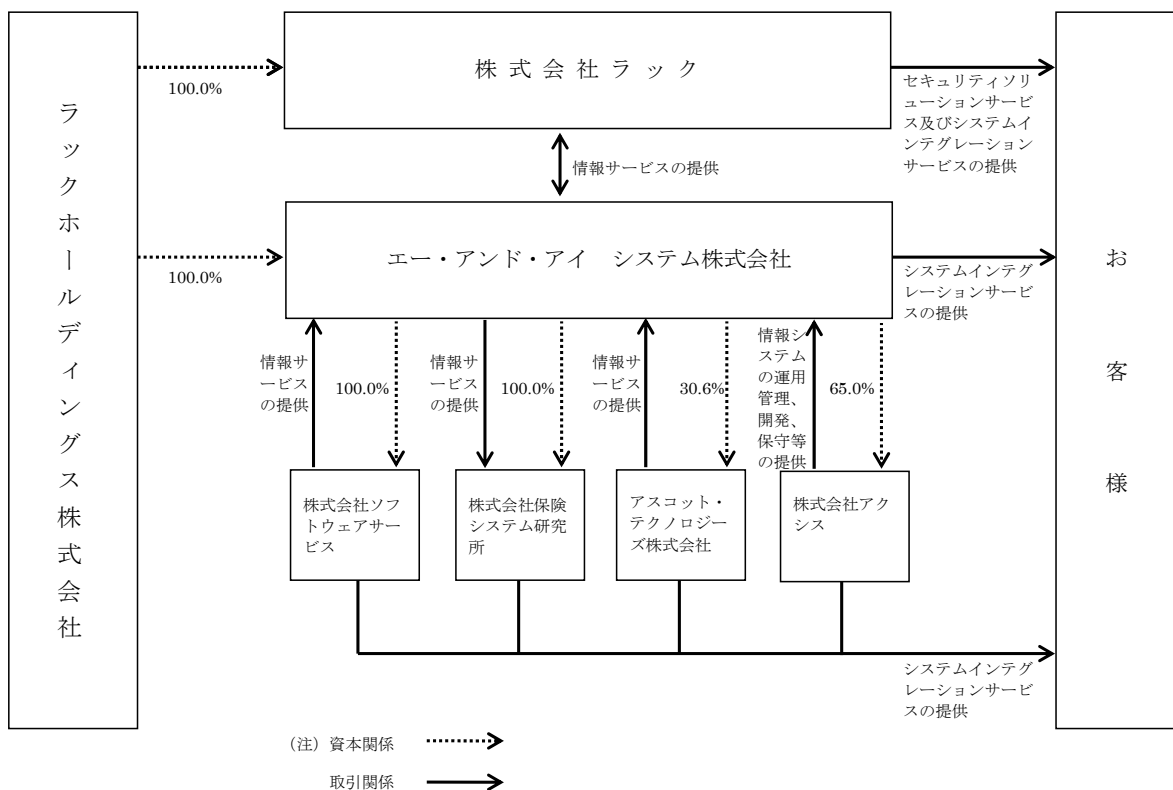 ラックホールディングス株式会社
100.0%
株式会社ラック
セキュリティソリ
ューションサービ
ス及びシステムイ
ンテグレーション
サービスの提供
情報サービスの提供
100.0%
エー・アンド・アイ　システム株式会社
システムインテグ
レーションサービ
スの提供
お客様
情報サ
ービス
の提供
100.0%
情報サ
ービス
の提供
100.0%
情報サ
ービス
の提供
30.6%
情報シ
ステム
の運用
管理、
開発、
保守等
の提供
65.0%
株式会社ソフ
トウェアサー
ビス
株式会社保険
システム研究
所
アスコット・
テクノロジー
ズ株式会社
株式会社アク
シス
システムインテグ
レーションサービ
スの提供
（注）資本関係
取引関係